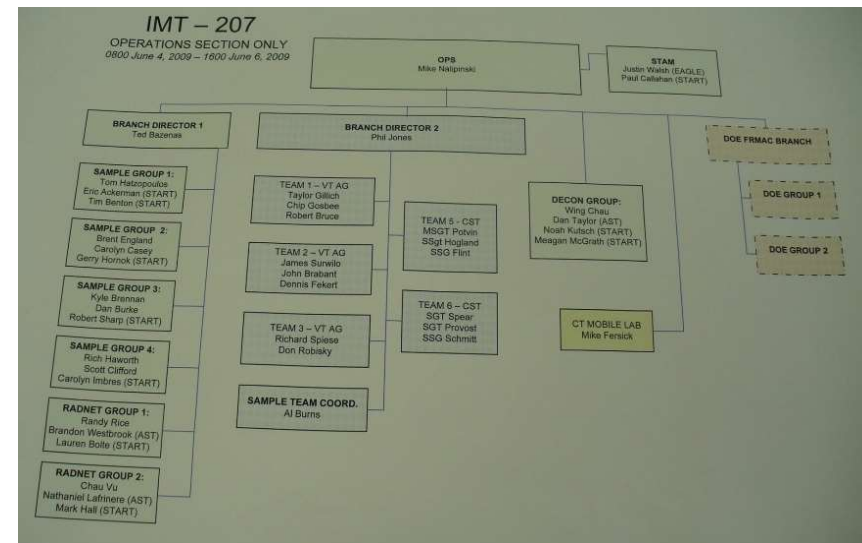 IMT – 207
OPERATIONS SECTION ONLY
0800 June 4, 2009 – 1600 June 6, 2009
OPS
Mike Nalipinski
STAM
Justin Walsh (EAGLE)
Paul Callahan (START)
BRANCH DIRECTOR 1
Ted Bazenas
SAMPLE GROUP 1:
Tom Hatzopoulos
Eric Ackerman (START)
Tim Benton (START)
SAMPLE GROUP 2:
Brent England
Carolyn Casey
Gerry Hornok (START)
SAMPLE GROUP 3:
Kyle Brennan
Dan Burke
Robert Sharp (START)
SAMPLE GROUP 4:
Rich Haworth
Scott Clifford
Carolyn Imbres (START)
RADNET GROUP 1:
Randy Rice
Brandon Westbrook (AST)
Lauren Bolte (START)
RADNET GROUP 2:
Chau Vu
Nathaniel Lafrinere (AST)
Mark Hall (START)
BRANCH DIRECTOR 2
Phil Jones
TEAM 1 – VT AG
Taylor Gillich
Chip Gosbee
Robert Bruce
TEAM 2 – VT AG
James Surwilo
John Brabant
Dennis Fekert
TEAM 3 – VT AG
Richard Spiese
Don Robisky
SAMPLE TEAM COORD.
Al Burns
TEAM 5 - CST
MSGT Potvin
SSgt Hogland
SSG Flint
TEAM 6 – CST
SGT Spear
SGT Provost
SSG Schmitt
DECON GROUP:
Wing Chau
Dan Taylor (AST)
Noah Kutsch (START)
Meagan McGrath (START)
CT MOBILE LAB
Mike Fersick
DOE FRMAC BRANCH
DOE GROUP 1
DOE GROUP 2